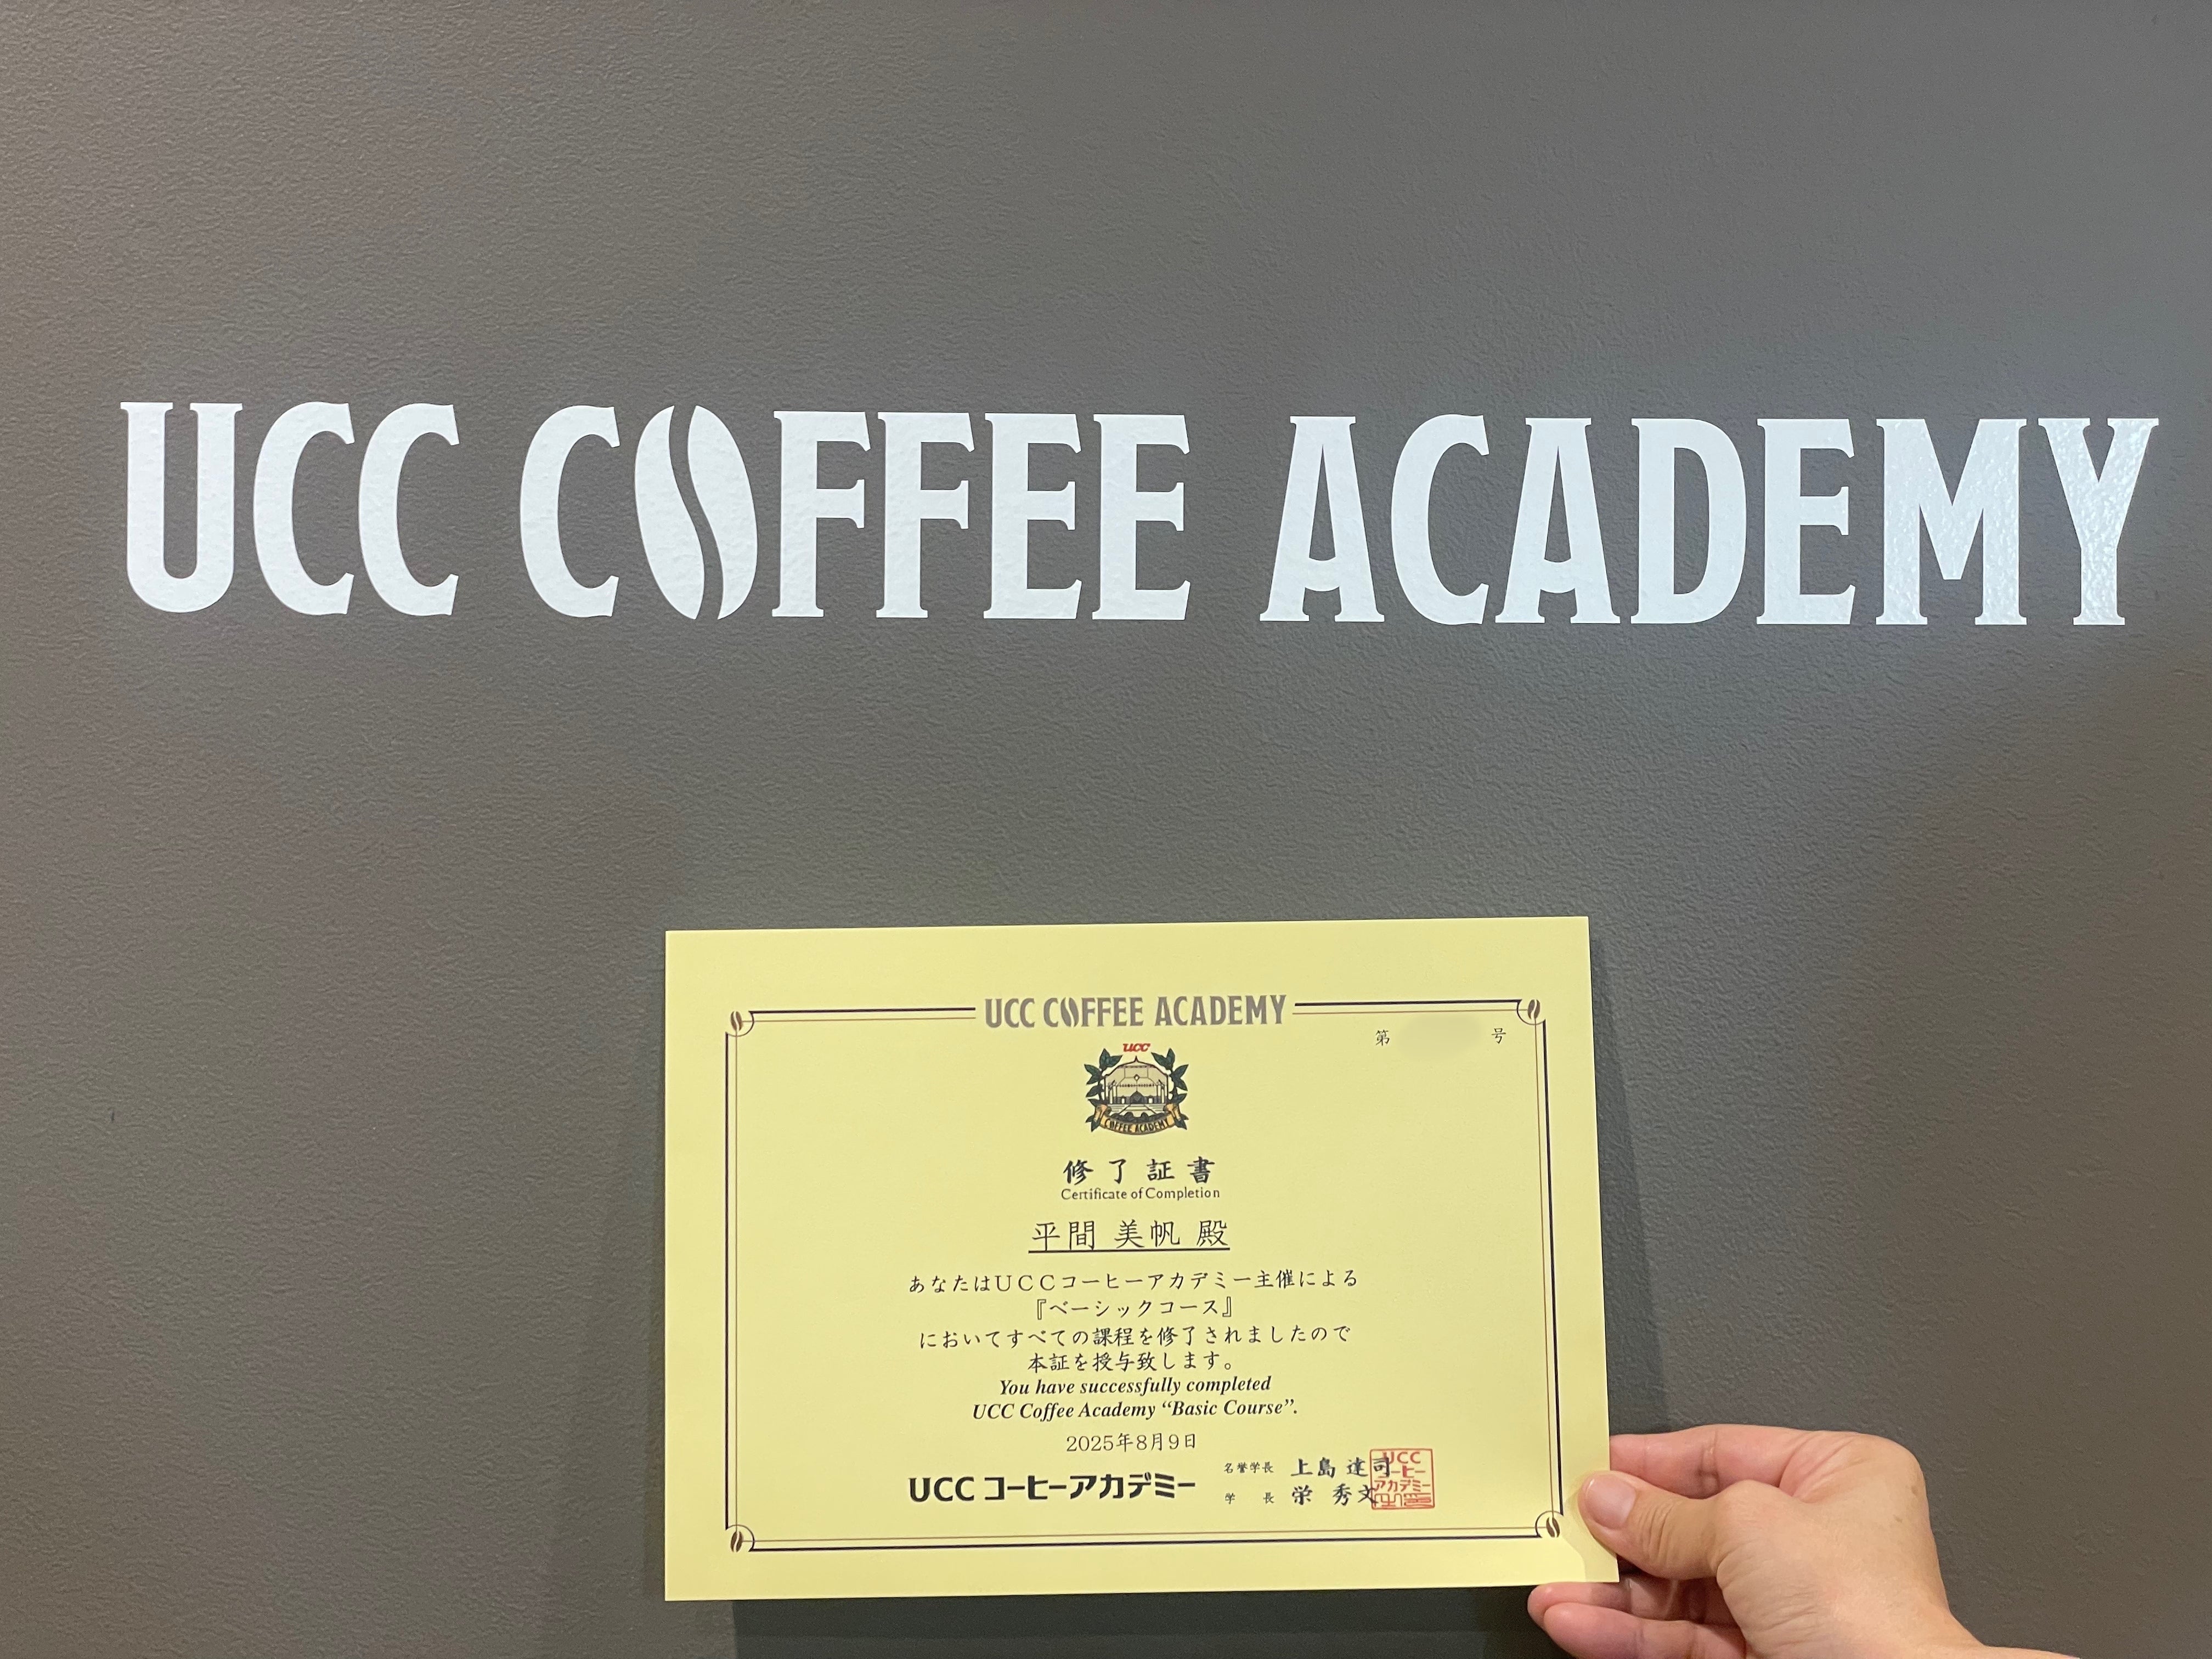 UCC COFFEE ACADEMY
UCC COFFEE ACADEMY
第 号
UCC
COFFEE ACADEMY
修了証書
Certificate of Completion
平間 美帆 殿
あなたはUCCコーヒーアカデミー主催による
『ベーシックコース』
においてすべての課程を修了されましたので
本証を授与致します。
You have successfully completed
UCC Coffee Academy “Basic Course”.
2025年8月9日
UCC コーヒーアカデミー
名誉学長 上島 達司
学 長 栄 秀文
UCC
コーヒー
アカデミー